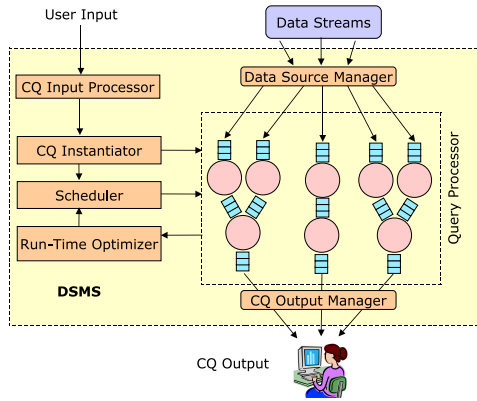 User Input
Data Streams
CQ Input Processor
Data Source Manager
CQ Instantiator
Scheduler
Run-Time Optimizer
Query Processor
DSMS
CQ Output Manager
CQ Output